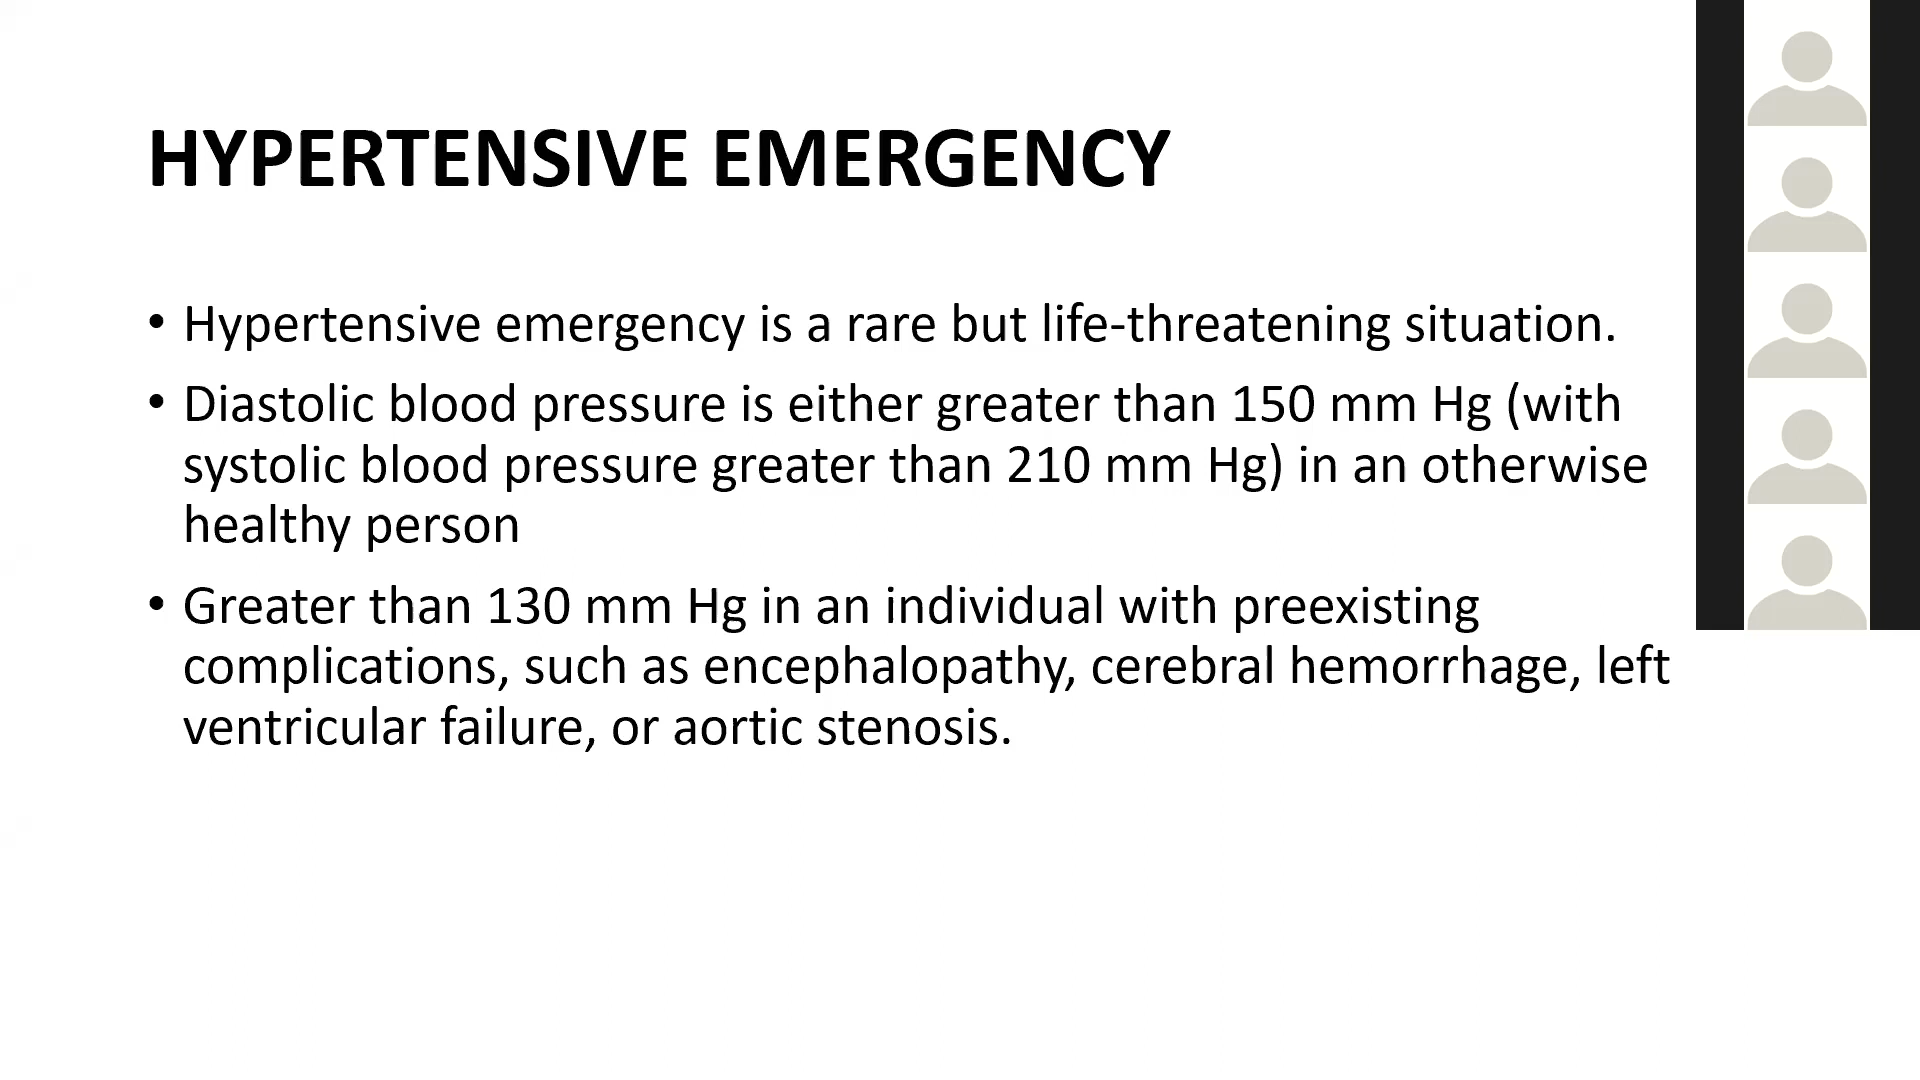 HYPERTENSIVE EMERGENCY
• Hypertensive emergency is a rare but life-threatening situation.
• Diastolic blood pressure is either greater than 150 mm Hg (with
systolic blood pressure greater than 210 mm Hg) in an otherwise
healthy person
• Greater than 130 mm Hg in an individual with preexisting
complications, such as encephalopathy, cerebral hemorrhage, left
ventricular failure, or aortic stenosis.